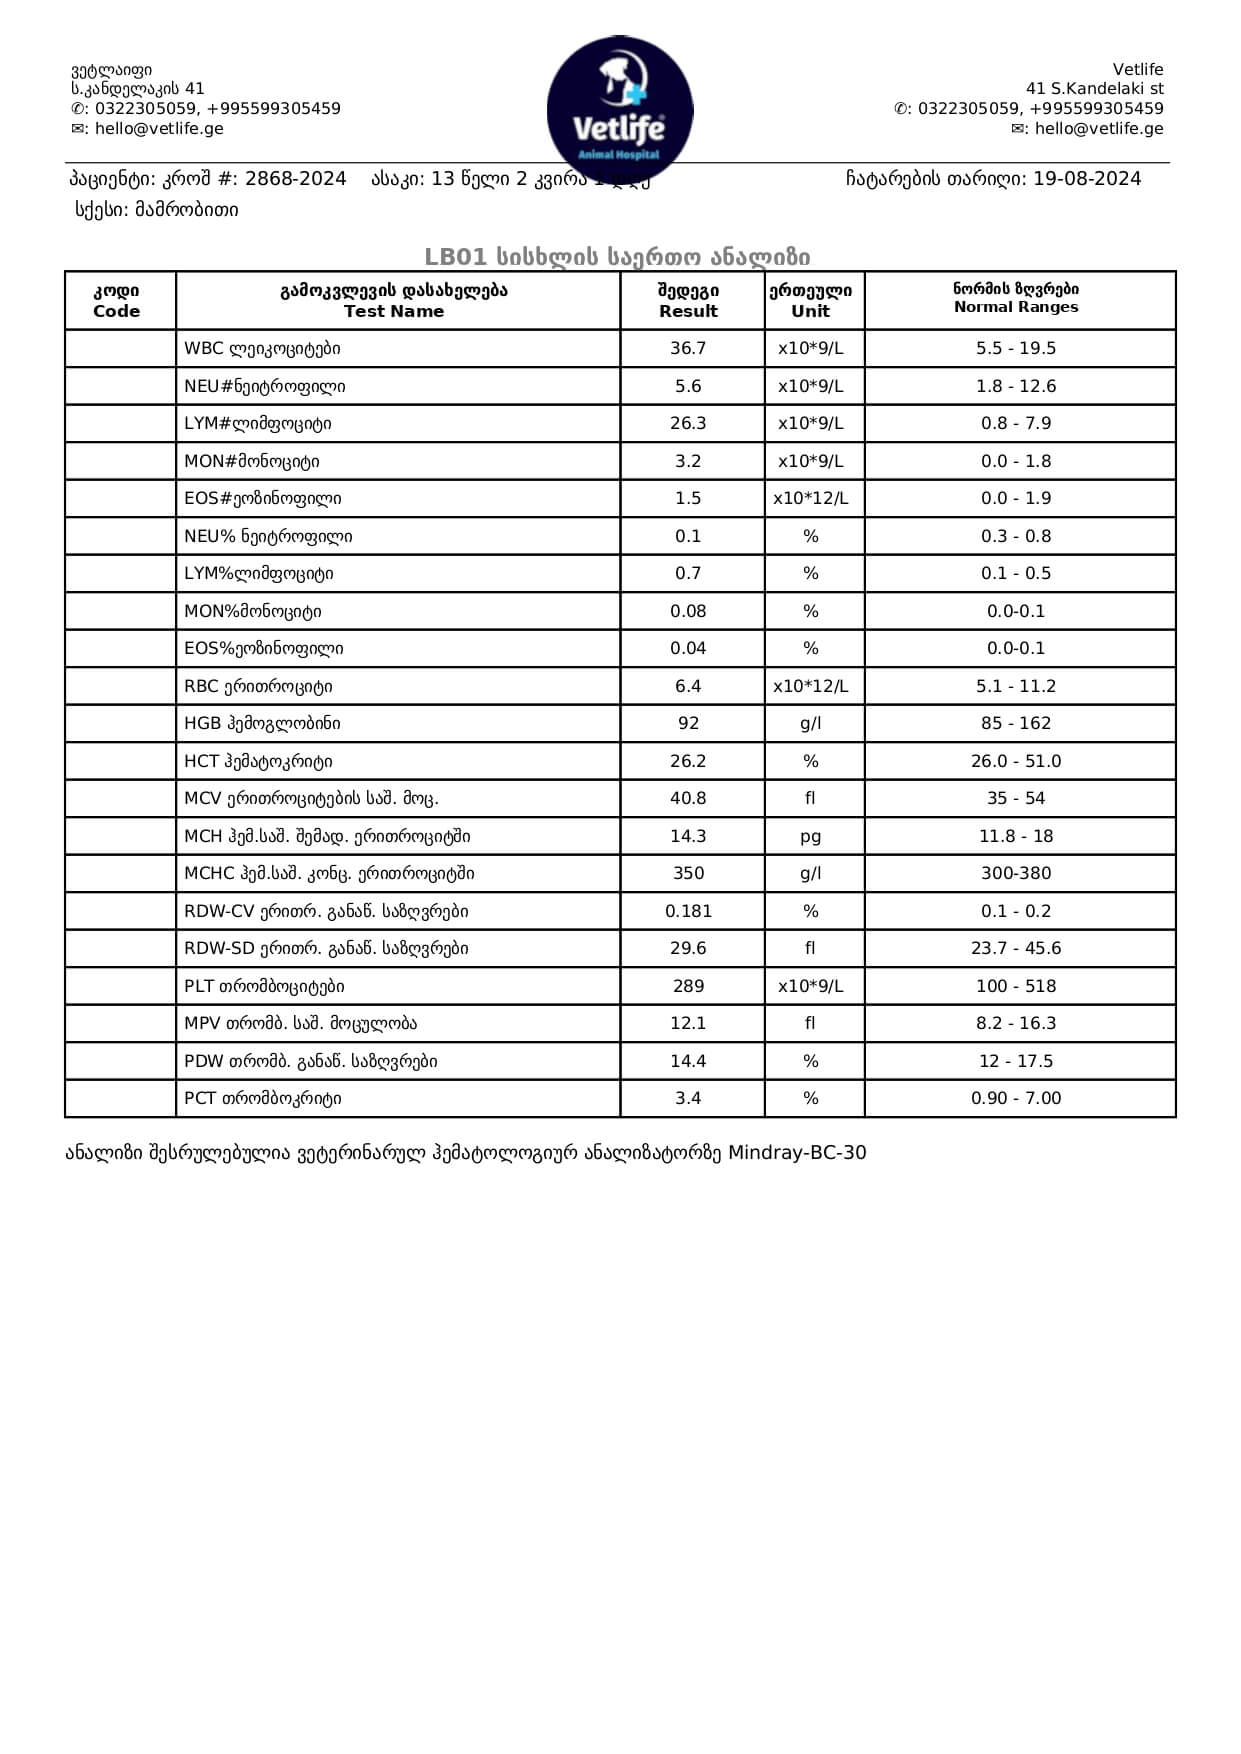 ვეტლაიფი
ს.კანდელაკის 41
✆: 0322305059, +995599305459
✉: hello@vetlife.ge
Vetlife
Animal Hospital
Vetlife
41 S.Kandelaki st
✆: 0322305059, +995599305459
✉: hello@vetlife.ge
პაციენტი: კროშ #: 2868-2024 ასაკი: 13 წელი 2 კვირა 1 დღე ჩატარების თარიღი: 19-08-2024
სქესი: მამრობითი
LB01 სისხლის საერთო ანალიზი
კოდი გამოკვლევის დასახელება შედეგი ერთეული ნორმის ზღვრები
Code Test Name Result Unit Normal Ranges
WBC ლეიკოციტები 36.7 x10*9/L 5.5 - 19.5
NEU#ნეიტროფილი 5.6 x10*9/L 1.8 - 12.6
LYM#ლიმფოციტი 26.3 x10*9/L 0.8 - 7.9
MON#მონოციტი 3.2 x10*9/L 0.0 - 1.8
EOS#ეოზინოფილი 1.5 x10*12/L 0.0 - 1.9
NEU% ნეიტროფილი 0.1 % 0.3 - 0.8
LYM%ლიმფოციტი 0.7 % 0.1 - 0.5
MON%მონოციტი 0.08 % 0.0-0.1
EOS%ეოზინოფილი 0.04 % 0.0-0.1
RBC ერითროციტი 6.4 x10*12/L 5.1 - 11.2
HGB ჰემოგლობინი 92 g/l 85 - 162
HCT ჰემატოკრიტი 26.2 % 26.0 - 51.0
MCV ერითროციტების საშ. მოც. 40.8 fl 35 - 54
MCH ჰემ.საშ. შემად. ერითროციტში 14.3 pg 11.8 - 18
MCHC ჰემ.საშ. კონც. ერითროციტში 350 g/l 300-380
RDW-CV ერითრ. განაწ. საზღვრები 0.181 % 0.1 - 0.2
RDW-SD ერითრ. განაწ. საზღვრები 29.6 fl 23.7 - 45.6
PLT თრომბოციტები 289 x10*9/L 100 - 518
MPV თრომბ. საშ. მოცულობა 12.1 fl 8.2 - 16.3
PDW თრომბ. განაწ. საზღვრები 14.4 % 12 - 17.5
PCT თრომბოკრიტი 3.4 % 0.90 - 7.00
ანალიზი შესრულებულია ვეტერინარულ ჰემატოლოგიურ ანალიზატორზე Mindray-BC-30